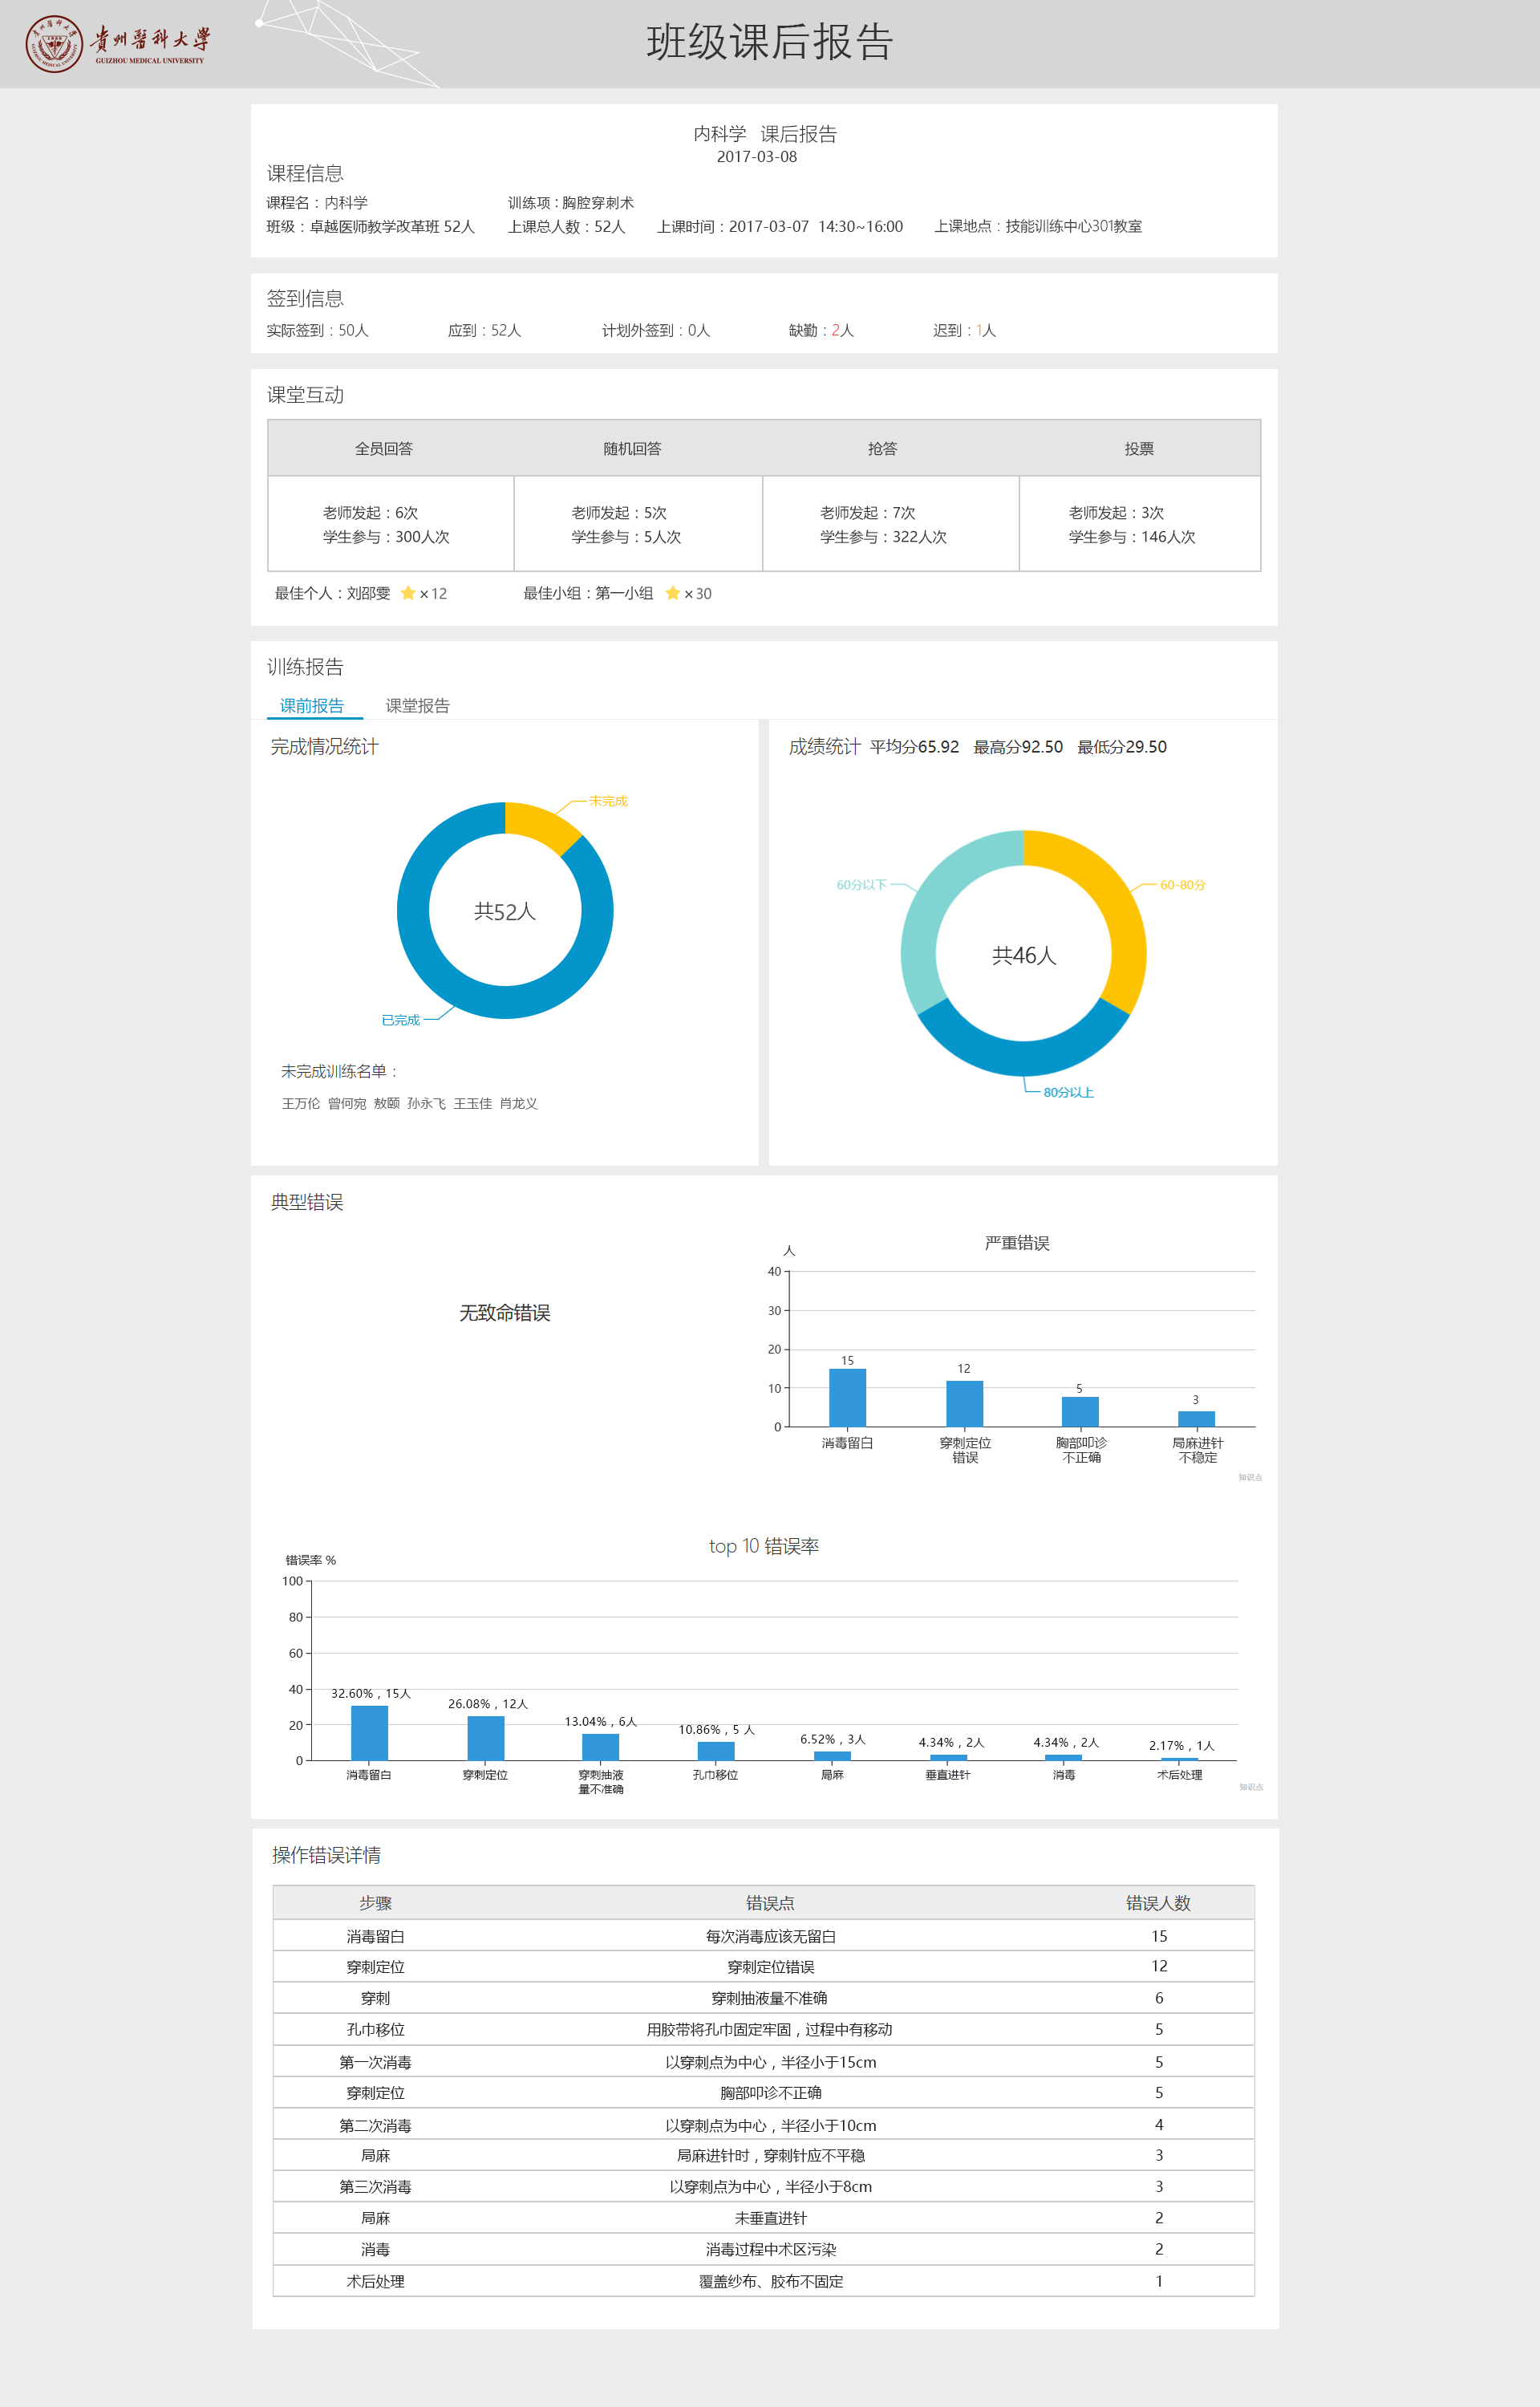 貴州醫科大學
GUIZHOU MEDICAL UNIVERSITY
班级课后报告
内科学 课后报告
2017-03-08
课程信息
课程名：内科学 训练项：胸腔穿刺术
班级：卓越医师教学改革班 52人 上课总人数：52人 上课时间：2017-03-07 14:30~16:00 上课地点：技能训练中心301教室
签到信息
实际签到：50人 应到：52人 计划外签到：0人 缺勤：2人 迟到：1人
课堂互动
全员回答 随机回答 抢答 投票
老师发起：6次 老师发起：5次 老师发起：7次 老师发起：3次
学生参与：300人次 学生参与：5人次 学生参与：322人次 学生参与：146人次
最佳个人：刘邵雯 ×12 最佳小组：第一小组 ×30
训练报告
课前报告 课堂报告
完成情况统计
未完成
共52人
已完成
未完成训练名单：
王万伦 曾何宛 敖颐 孙永飞 王玉佳 肖龙义
成绩统计 平均分65.92 最高分92.50 最低分29.50
60分以下
60-80分
共46人
80分以上
典型错误
无致命错误
严重错误
人
40
30
20
10
0
15
12
5
3
消毒留白
穿刺定位
错误
胸部叩诊
不正确
局麻进针
不稳定
知识点
top 10 错误率
错误率 %
100
80
60
40
20
0
32.60%，15人
26.08%，12人
13.04%，6人
10.86%，5 人
6.52%，3人
4.34%，2人
4.34%，2人
2.17%，1人
消毒留白
穿刺定位
穿刺抽液
量不准确
孔巾移位
局麻
垂直进针
消毒
术后处理
知识点
操作错误详情
步骤 错误点 错误人数
消毒留白 每次消毒应该无留白 15
穿刺定位 穿刺定位错误 12
穿刺 穿刺抽液量不准确 6
孔巾移位 用胶带将孔巾固定牢固，过程中有移动 5
第一次消毒 以穿刺点为中心，半径小于15cm 5
穿刺定位 胸部叩诊不正确 5
第二次消毒 以穿刺点为中心，半径小于10cm 4
局麻 局麻进针时，穿刺针应不平稳 3
第三次消毒 以穿刺点为中心，半径小于8cm 3
局麻 未垂直进针 2
消毒 消毒过程中术区污染 2
术后处理 覆盖纱布、胶布不固定 1